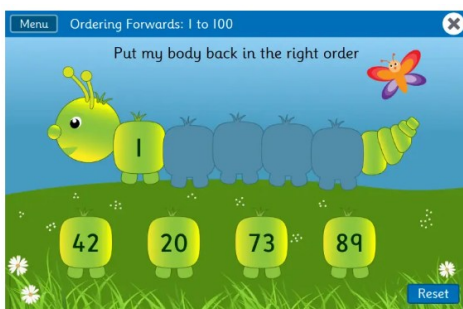 Menu Ordering Forwards: 1 to 100
Put my body back in the right order
1
42 20 73 89
Reset